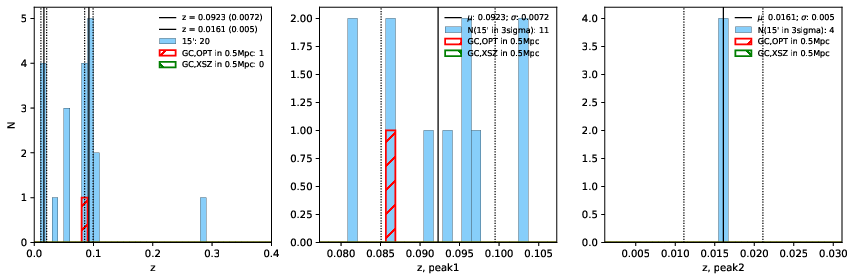 z = 0.0923 (0.0072)
z = 0.0161 (0.005)
15': 20
GC,OPT in 0.5Mpc: 1
GC,XSZ in 0.5Mpc: 0
5
4
3
2
1
0
N
0.0
0.1
0.2
0.3
0.4
z
μ: 0.0923; σ: 0.0072
N(15' in 3sigma): 11
GC,OPT in 0.5Mpc
GC,XSZ in 0.5Mpc
2.00
1.75
1.50
1.25
1.00
0.75
0.50
0.25
0.00
0.080
0.085
0.090
0.095
0.100
0.105
z, peak1
μ: 0.0161; σ: 0.005
N(15' in 3sigma): 4
GC,OPT in 0.5Mpc
GC,XSZ in 0.5Mpc
4.0
3.5
3.0
2.5
2.0
1.5
1.0
0.5
0.0
0.005
0.010
0.015
0.020
0.025
0.030
z, peak2